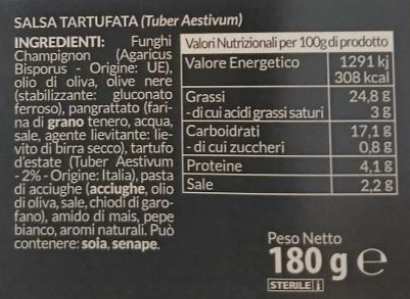 SALSA TARTUFATA (Tuber Aestivum)
INGREDIENTI: Funghi
Champignon (Agaricus
Bisporus - Origine: UE),
olio di oliva, olive nere
(stabilizzante: gluconato
ferroso), pangrattato (fari-
na di grano tenero, acqua,
sale, agente lievitante: lie-
vito di birra secco), tartufo
d'estate (Tuber Aestivum
-2%- Origine: Italia), pasta
di acciughe (acciughe, olio
di oliva, sale, chiodi di garo-
fano), amido di mais, pepe
bianco, aromi naturali. Può
contenere: soia, senape.
Valori Nutrizionali per 100g di prodotto
Valore Energetico 1291 kj
308 kcal
Grassi 24,8 g
- di cui acidi grassi saturi 3 g
Carboidrati 17,1 g
- di cui zuccheri 0,8 g
Proteine 4,1 g
Sale 2,2 g
Peso Netto
180 g e
STERILE i